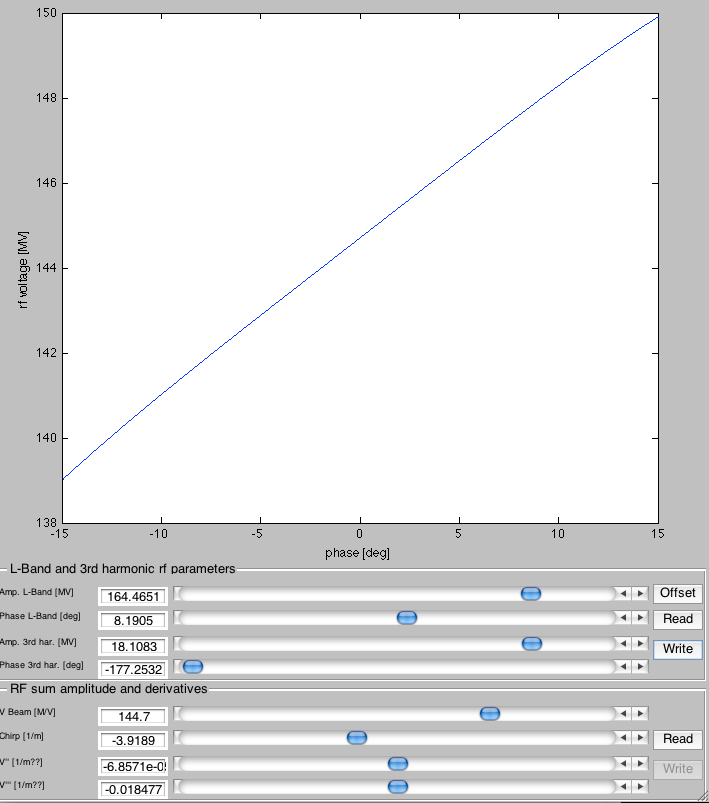 150
148
146
144
142
140
138
rf voltage [MV]
-15 -10 -5 0 5 10 15
phase [deg]
L-Band and 3rd harmonic rf parameters
Amp. L-Band [MV] 164.4651 Offset
Phase L-Band [deg] 8.1905 Read
Amp. 3rd har. [MV] 18.1083 Write
Phase 3rd har. [deg] -177.2532
RF sum amplitude and derivatives
V Beam [M/V] 144.7
Chirp [1/m] -3.9189 Read
V'' [1/m??] -6.8571e-0 Write
V''' [1/m??] -0.018477